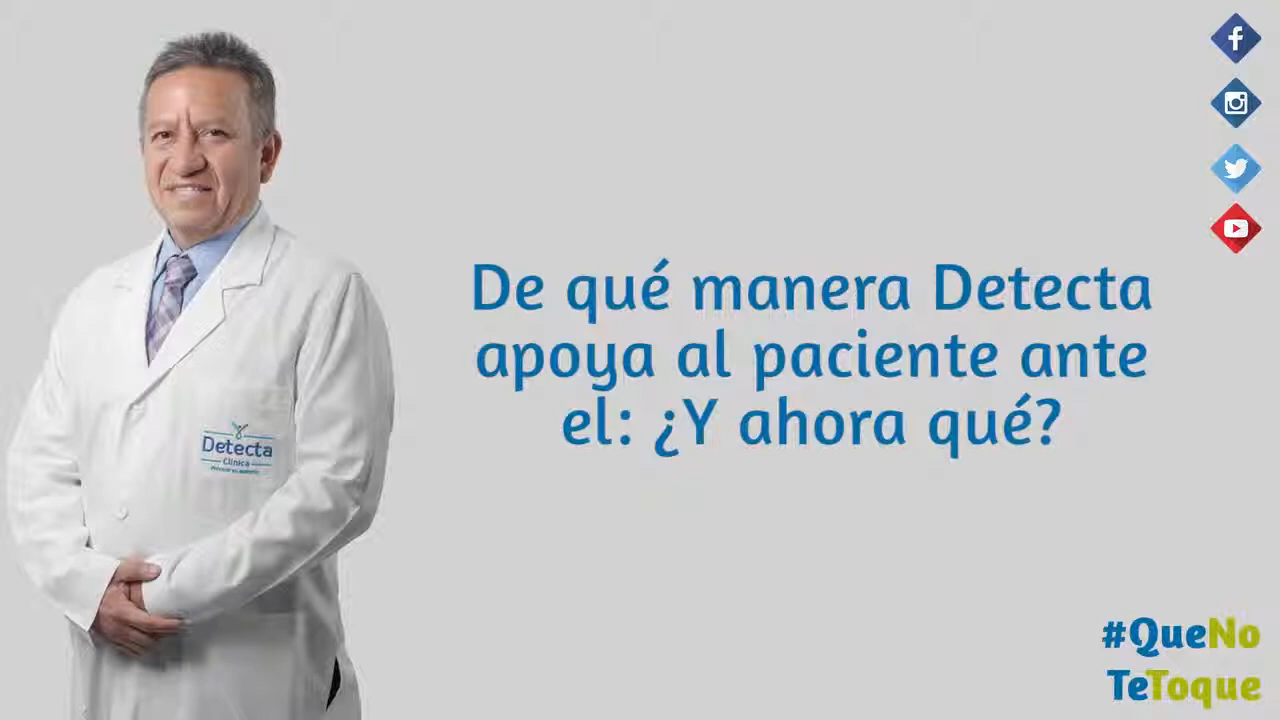 De qué manera Detecta
apoya al paciente ante
el: ¿Y ahora qué?
Detecta
Clínica
#QueNo
TeToque